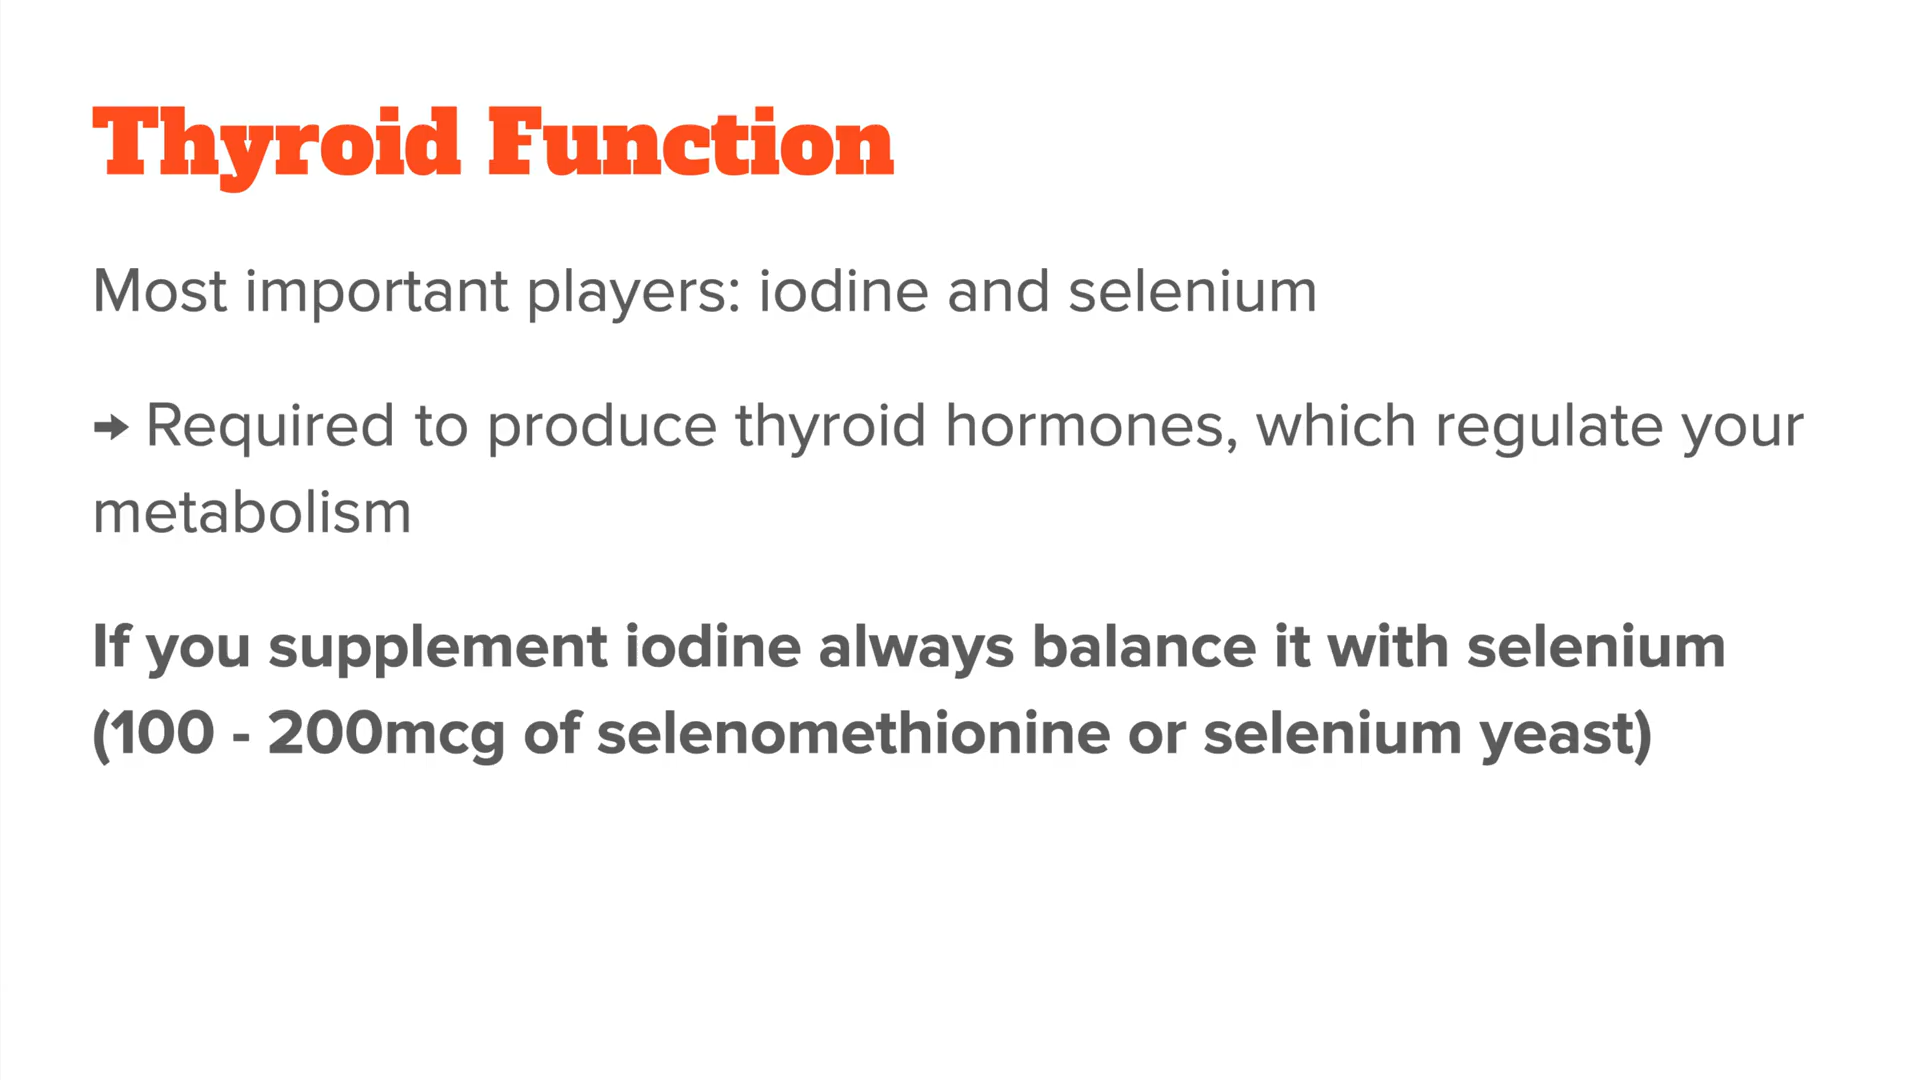 Thyroid Function
Most important players: iodine and selenium
➡ Required to produce thyroid hormones, which regulate your
metabolism
If you supplement iodine always balance it with selenium
(100 - 200mcg of selenomethionine or selenium yeast)